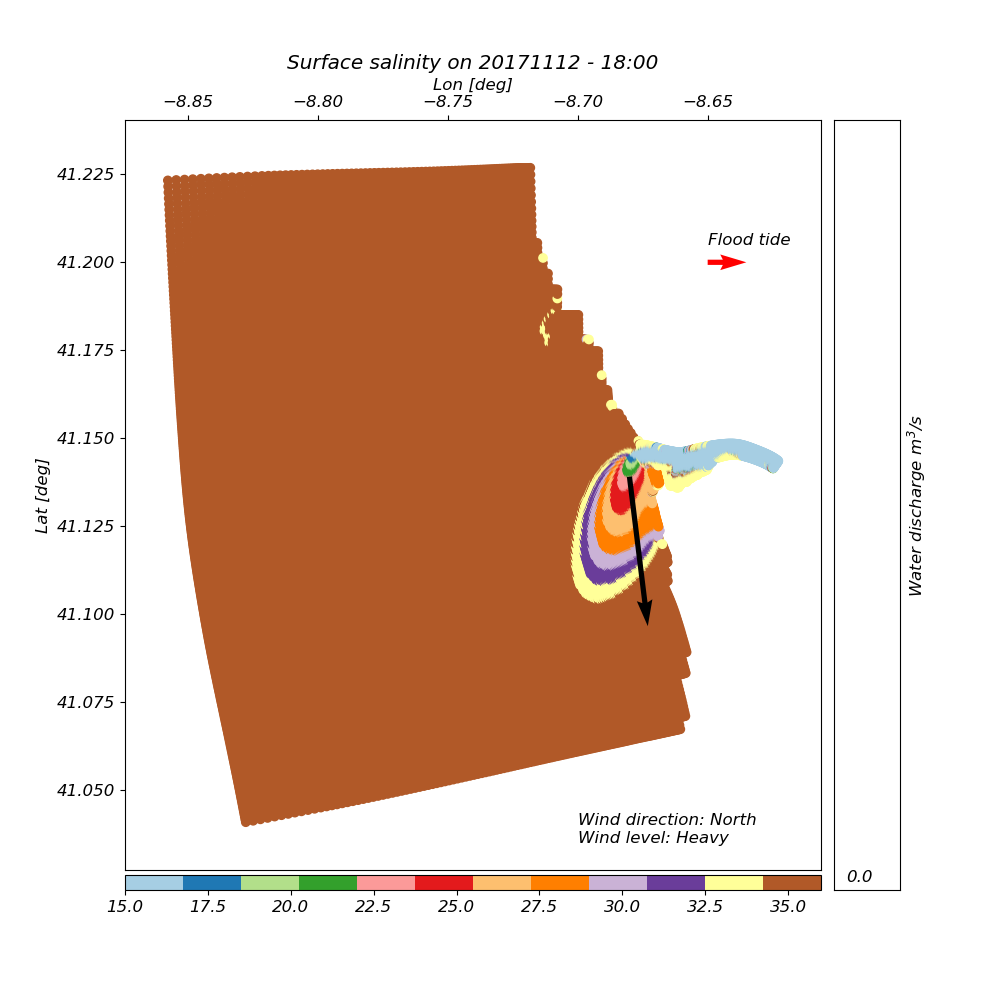 Surface salinity on 20171112 - 18:00
Lon [deg]
−8.85 −8.80 −8.75 −8.70 −8.65
41.225
41.200
41.175
41.150
41.125
41.100
41.075
41.050
Lat [deg]
Flood tide
Wind direction: North
Wind level: Heavy
Water discharge m³/s
0.0
15.0 17.5 20.0 22.5 25.0 27.5 30.0 32.5 35.0